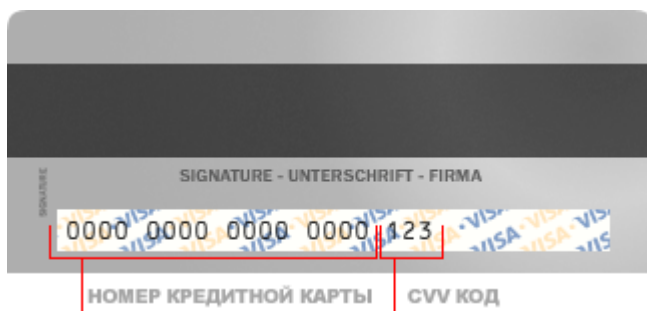 SIGNATURE - UNTERSCHRIFT - FIRMA
SIGNATURE
0000 0000 0000 0000 123
НОМЕР КРЕДИТНОЙ КАРТЫ CVV КОД